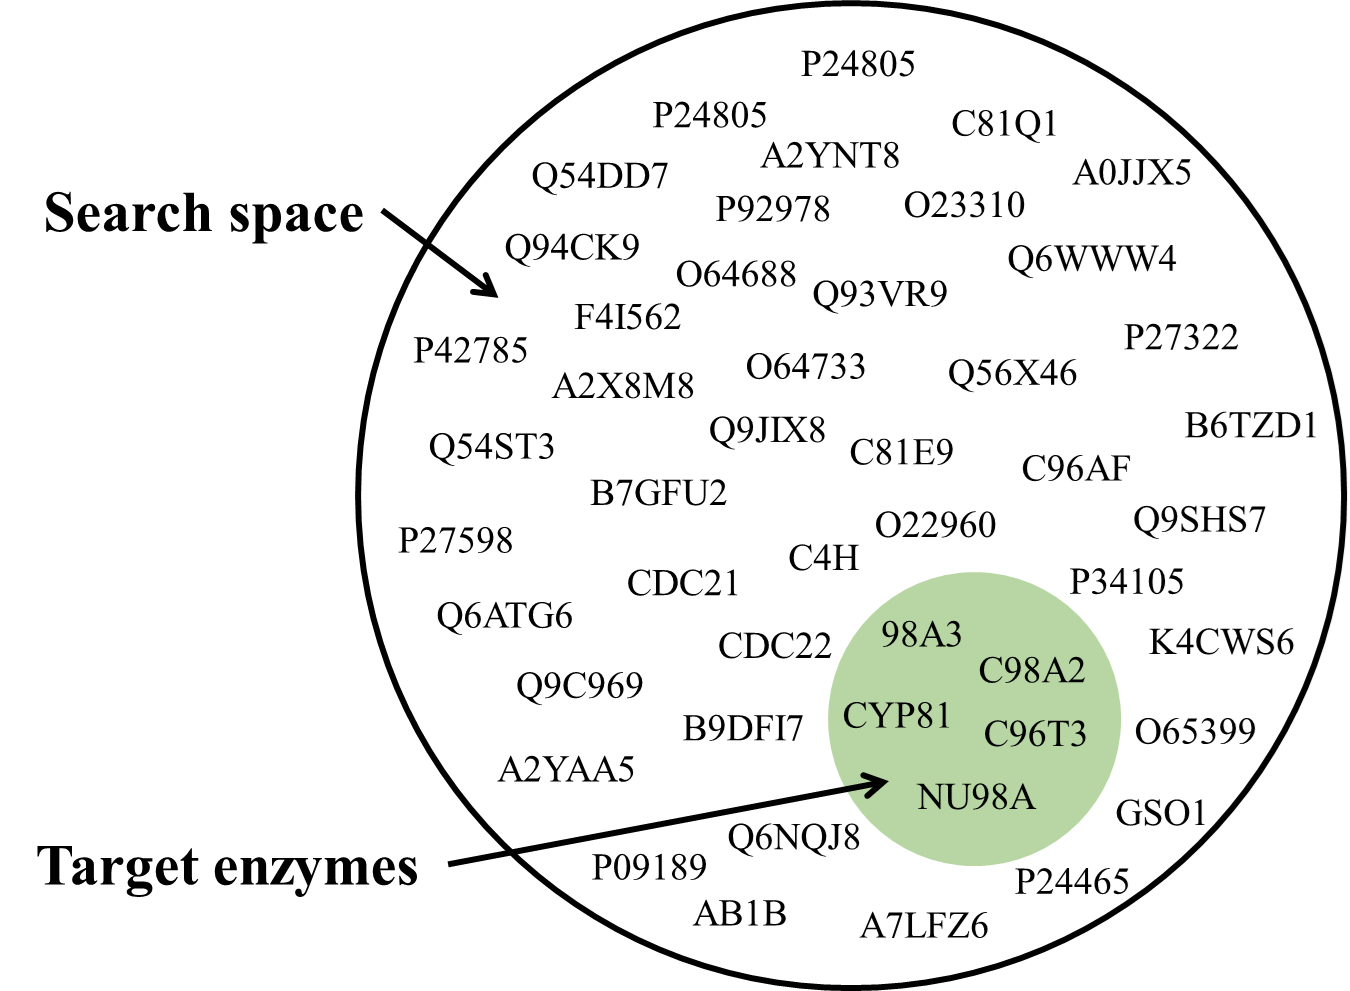 P24805
P24805
C81Q1
A2YNT8
A0JJX5
Q54DD7
P92978
O23310
Search space
Q94CK9
Q6WWW4
O64688
Q93VR9
F4I562
P27322
P42785
O64733
Q56X46
A2X8M8
B6TZD1
Q9JIX8
Q54ST3
C81E9
C96AF
B7GFU2
Q9SHS7
O22960
P27598
C4H
CDC21
P34105
Q6ATG6
98A3
K4CWS6
CDC22
C98A2
Q9C969
CYP81
B9DFI7
C96T3
O65399
A2YAA5
NU98A
GSO1
Q6NQJ8
Target enzymes
P09189
P24465
AB1B
A7LFZ6